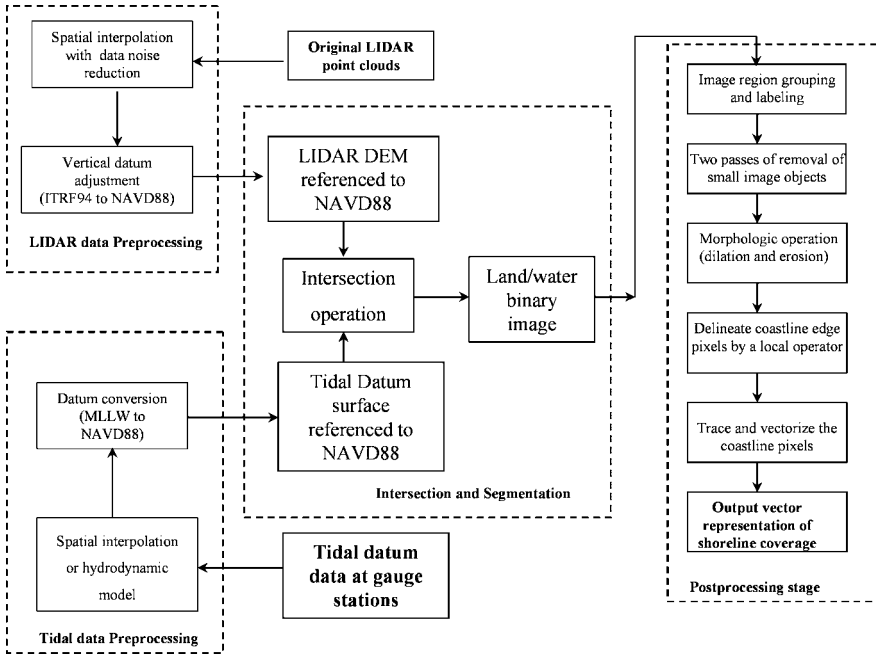 Spatial interpolation
with data noise
reduction
Original LIDAR
point clouds
Vertical datum
adjustment
(ITRF94 to NAVD88)
LIDAR data Preprocessing
LIDAR DEM
referenced to
NAVD88
Intersection
operation
Land/water
binary
image
Tidal Datum
surface
referenced to
NAVD88
Intersection and Segmentation
Datum conversion
(MLLW to
NAVD88)
Spatial interpolation
or hydrodynamic
model
Tidal datum
data at gauge
stations
Tidal data Preprocessing
Image region grouping
and labeling
Two passes of removal of
small image objects
Morphologic operation
(dilation and erosion)
Delineate coastline edge
pixels by a local operator
Trace and vectorize the
coastline pixels
Output vector
representation of
shoreline coverage
Postprocessing stage